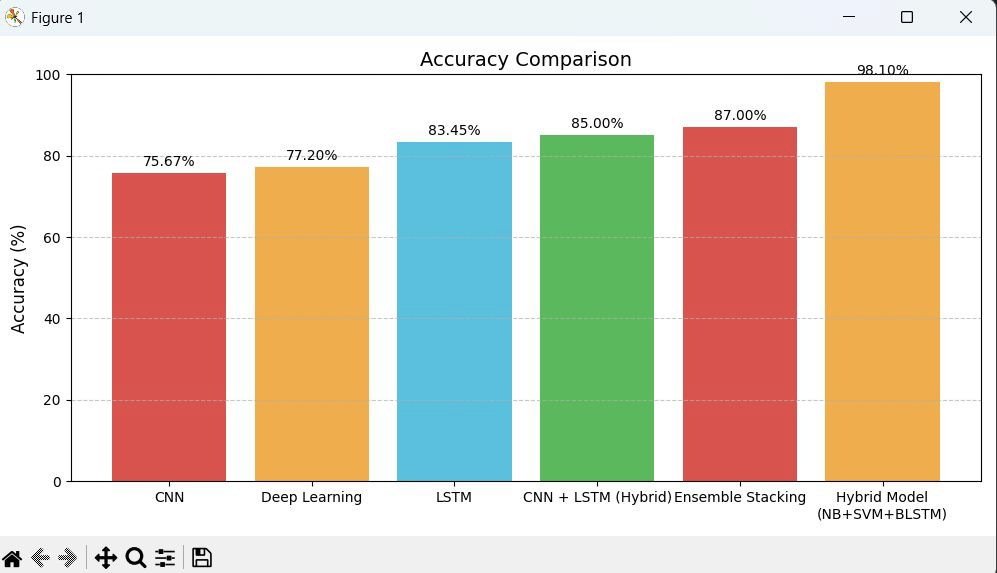 Figure 1
Accuracy Comparison
Accuracy (%)
100
80
60
40
20
0
75.67%
77.20%
83.45%
85.00%
87.00%
98.10%
CNN
Deep Learning
LSTM
CNN + LSTM (Hybrid)
Ensemble Stacking
Hybrid Model
(NB+SVM+BLSTM)